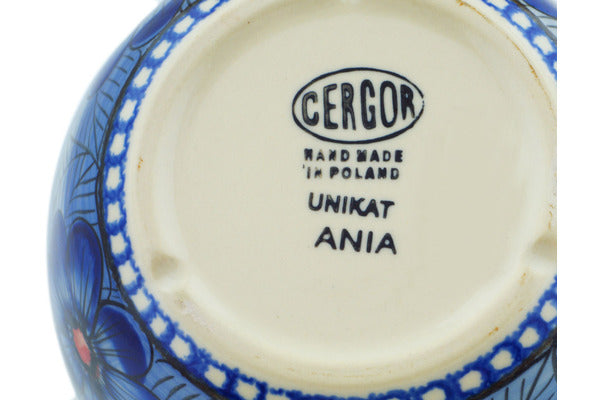 CERGOR
HAND MADE
IN POLAND
UNIKAT
ANIA